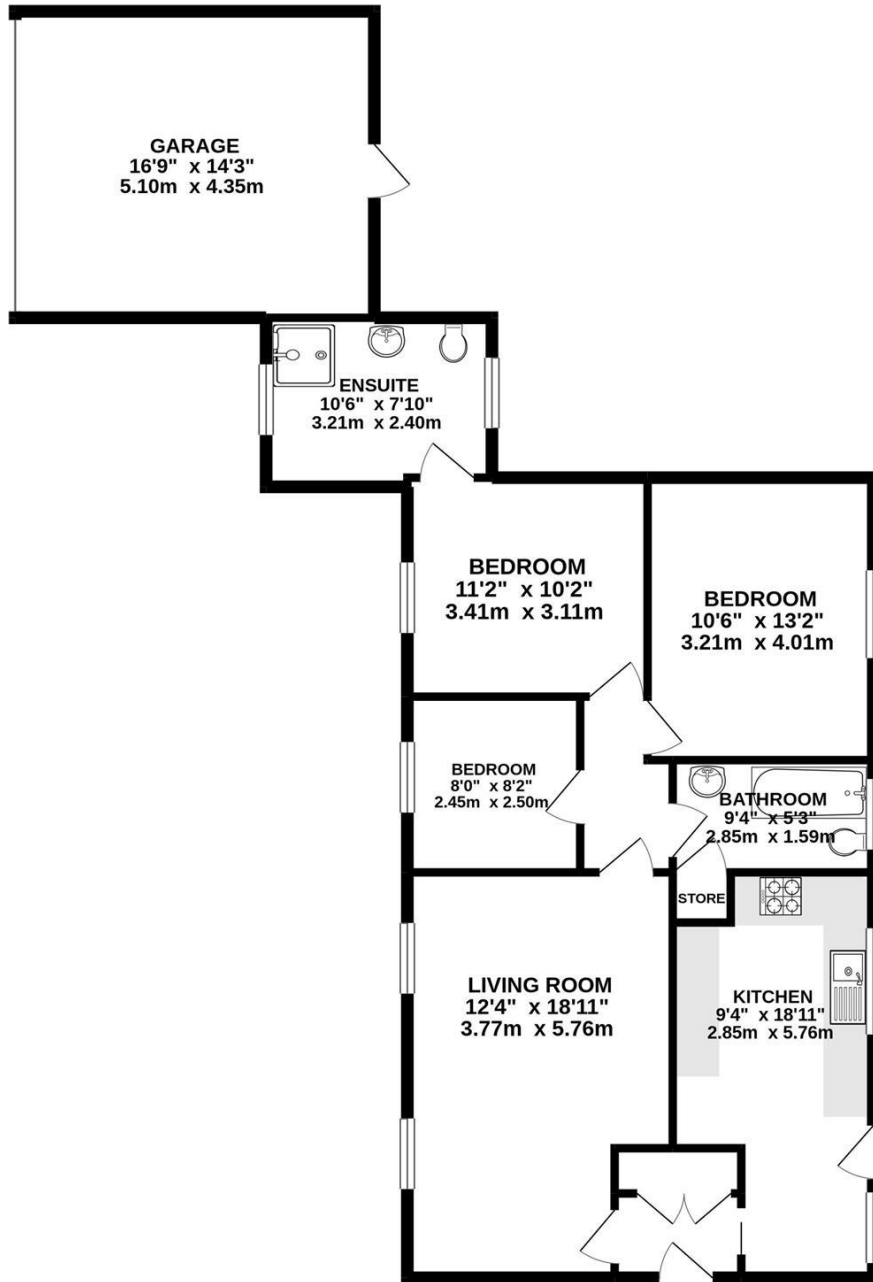 GARAGE
16'9" x 14'3"
5.10m x 4.35m
ENSUITE
10'6" x 7'10"
3.21m x 2.40m
BEDROOM
11'2" x 10'2"
3.41m x 3.11m
BEDROOM
10'6" x 13'2"
3.21m x 4.01m
BEDROOM
8'0" x 8'2"
2.45m x 2.50m
BATHROOM
9'4" x 5'3"
2.85m x 1.59m
STORE
LIVING ROOM
12'4" x 18'11"
3.77m x 5.76m
KITCHEN
9'4" x 18'11"
2.85m x 5.76m